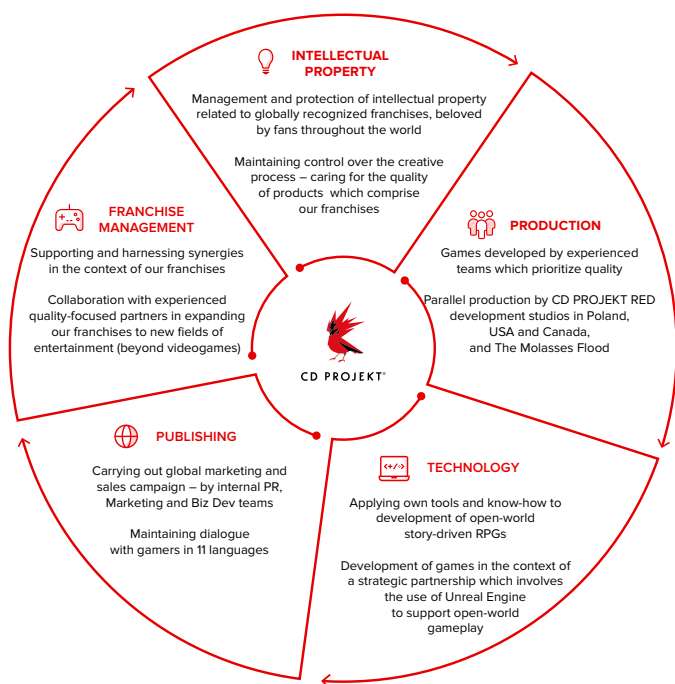 INTELLECTUAL
PROPERTY
Management and protection of intellectual property
related to globally recognized franchises, beloved
by fans throughout the world
Maintaining control over the creative
process – caring for the quality
of products which comprise
our franchises
PRODUCTION
Games developed by experienced
teams which prioritize quality
Parallel production by CD PROJEKT RED
development studios in Poland,
USA and Canada,
and The Molasses Flood
TECHNOLOGY
Applying own tools and know-how to
development of open-world
story-driven RPGs
Development of games in the context of
a strategic partnership which involves
the use of Unreal Engine
to support open-world
gameplay
PUBLISHING
Carrying out global marketing and
sales campaign – by internal PR,
Marketing and Biz Dev teams
Maintaining dialogue
with gamers in 11 languages
FRANCHISE
MANAGEMENT
Supporting and harnessing synergies
in the context of our franchises
Collaboration with experienced
quality-focused partners in expanding
our franchises to new fields of
entertainment (beyond videogames)
CD PROJEKT®